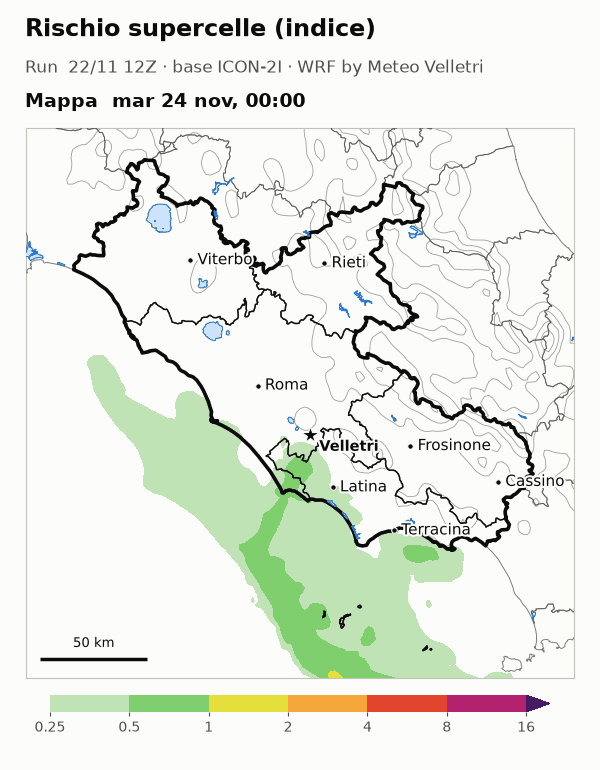 Rischio supercelle (indice)
Run  22/11 12Z · base ICON-2I · WRF by Meteo Velletri
Mappa  mar 24 nov, 00:00
Viterbo
Rieti
Roma
Velletri
Frosinone
Latina
Cassino
Terracina
50 km
0.25 0.5 1 2 4 8 16